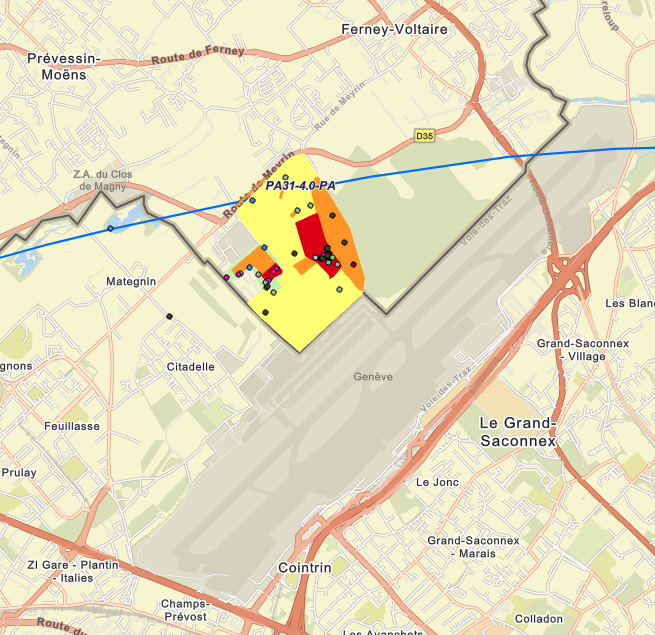 Ferney-Voltaire
Prévessin-
Moëns
Route de Ferney
Rue de Meyrin
D35
Z.A. du Clos
de Magny
Route de Meyrin
PA31-4.0-PA
Voie-des-Traz
Mategnin
Les Blanc
Grand-Saconnex
- Village
Citadelle
Genève
Voie-des-Traz
gnons
Feuillasse
Le Grand-
Saconnex
Prulay
Le Jonc
Grand-Saconnex
- Marais
ZI Gare - Plantin
- Italies
Cointrin
Champs-
Prévost
Colladon
Route du
Les Avanchets